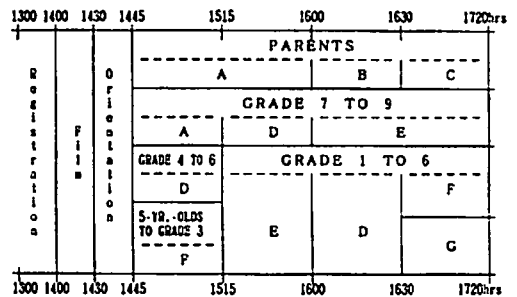 1300 1400 1430 1445 1515 1600 1630 1720hrs
PARENTS
A B C
GRADE 7 TO 9
A D E
GRADE 4 TO 6 GRADE 1 TO 6
D F
5-YR.-OLDS
TO GRADE 3
E D
F G
Registration
Film
Orientation
1300 1400 1430 1445 1515 1600 1630 1720hrs